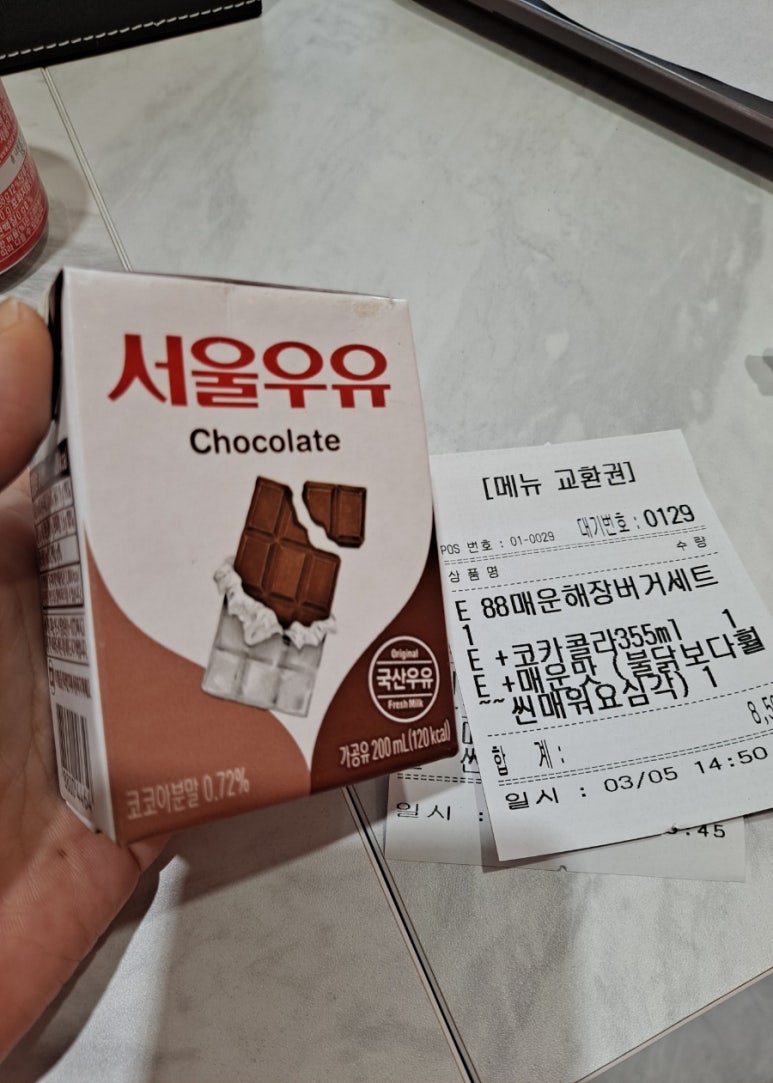 서울우유
Chocolate
Original
국산우유
Fresh Milk
가공유 200 mL(120 kcal)
코코아분말 0.72%
[메뉴 교환권]
POS 번호 : 01-0029 대기번호 : 0129
상품명 수량
E 88매운해장버거세트
1
E +코카콜라355ml 1
E +매운맛 (불닭보다훨
~~씬매워요심각) 1
합 계 : 8,5
일시 : 03/05 14:50
일시 :
:45